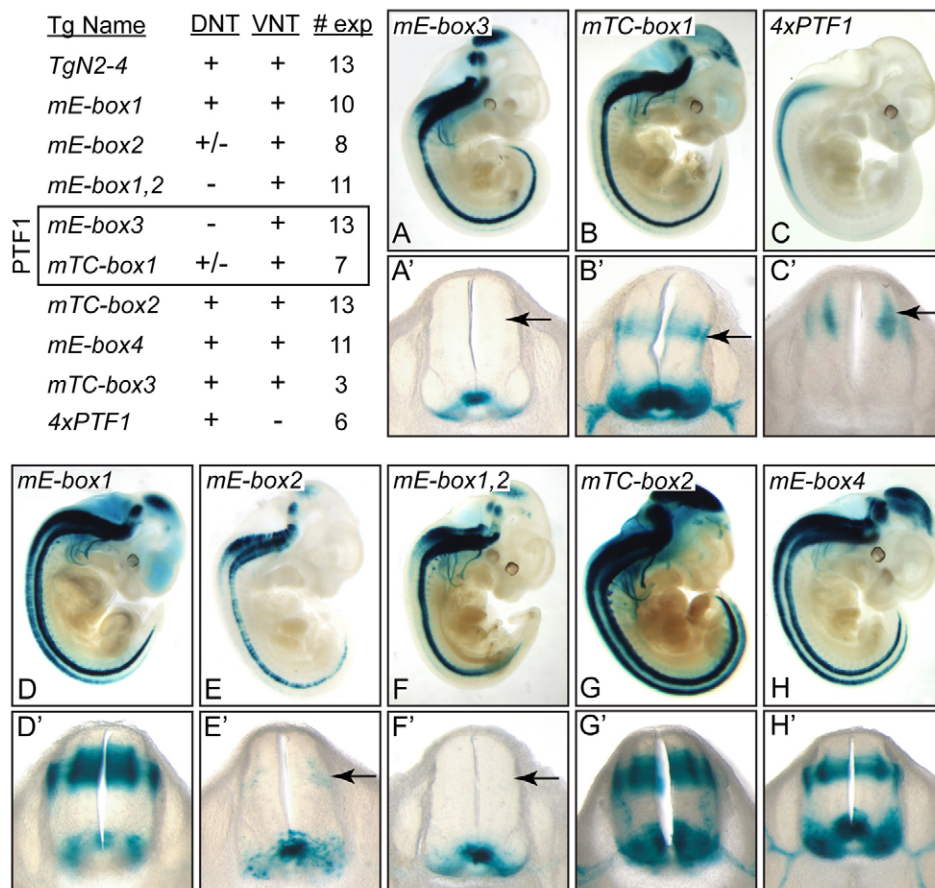 Tg Name DNT VNT # exp
TgN2-4 + + 13
mE-box1 + + 10
mE-box2 +/- + 8
mE-box1,2 - + 11
PTF1
mE-box3 - + 13
mTC-box1 +/- + 7
mTC-box2 + + 13
mE-box4 + + 11
mTC-box3 + + 3
4xPTF1 + - 6
mE-box3 mTC-box1 4xPTF1
A B C
A' B' C'
mE-box1 mE-box2 mE-box1,2 mTC-box2 mE-box4
D E F G H
D' E' F' G' H'